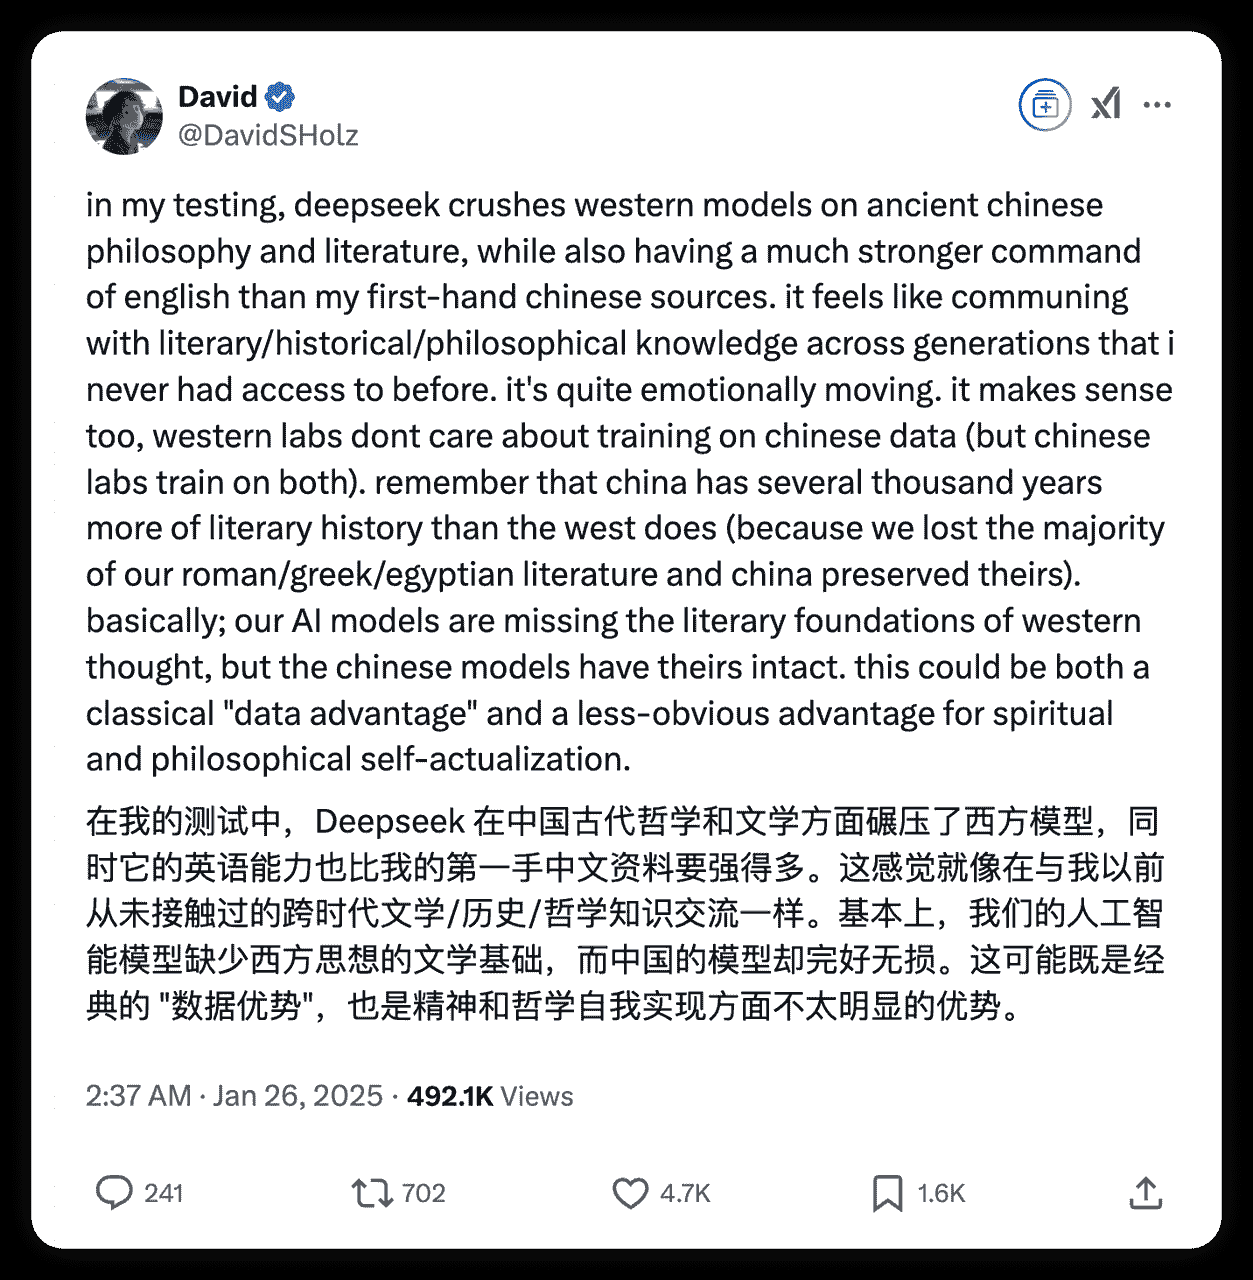 David
@DavidSHolz
in my testing, deepseek crushes western models on ancient chinese
philosophy and literature, while also having a much stronger command
of english than my first-hand chinese sources. it feels like communing
with literary/historical/philosophical knowledge across generations that i
never had access to before. it's quite emotionally moving. it makes sense
too, western labs dont care about training on chinese data (but chinese
labs train on both). remember that china has several thousand years
more of literary history than the west does (because we lost the majority
of our roman/greek/egyptian literature and china preserved theirs).
basically; our AI models are missing the literary foundations of western
thought, but the chinese models have theirs intact. this could be both a
classical "data advantage" and a less-obvious advantage for spiritual
and philosophical self-actualization.
在我的测试中，Deepseek 在中国古代哲学和文学方面碾压了西方模型，同
时它的英语能力也比我的第一手中文资料要强得多。这感觉就像在与我以前
从未接触过的跨时代文学/历史/哲学知识交流一样。基本上，我们的人工智
能模型缺少西方思想的文学基础，而中国的模型却完好无损。这可能既是经
典的 "数据优势"，也是精神和哲学自我实现方面不太明显的优势。
2:37 AM · Jan 26, 2025 · 492.1K Views
241 702 4.7K 1.6K